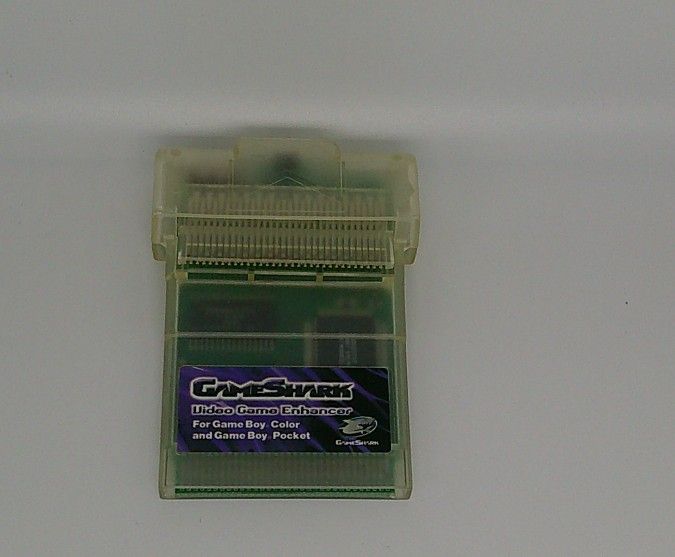 GameShark
Video Game Enhancer
For Game Boy Color
and Game Boy Pocket
GameShark